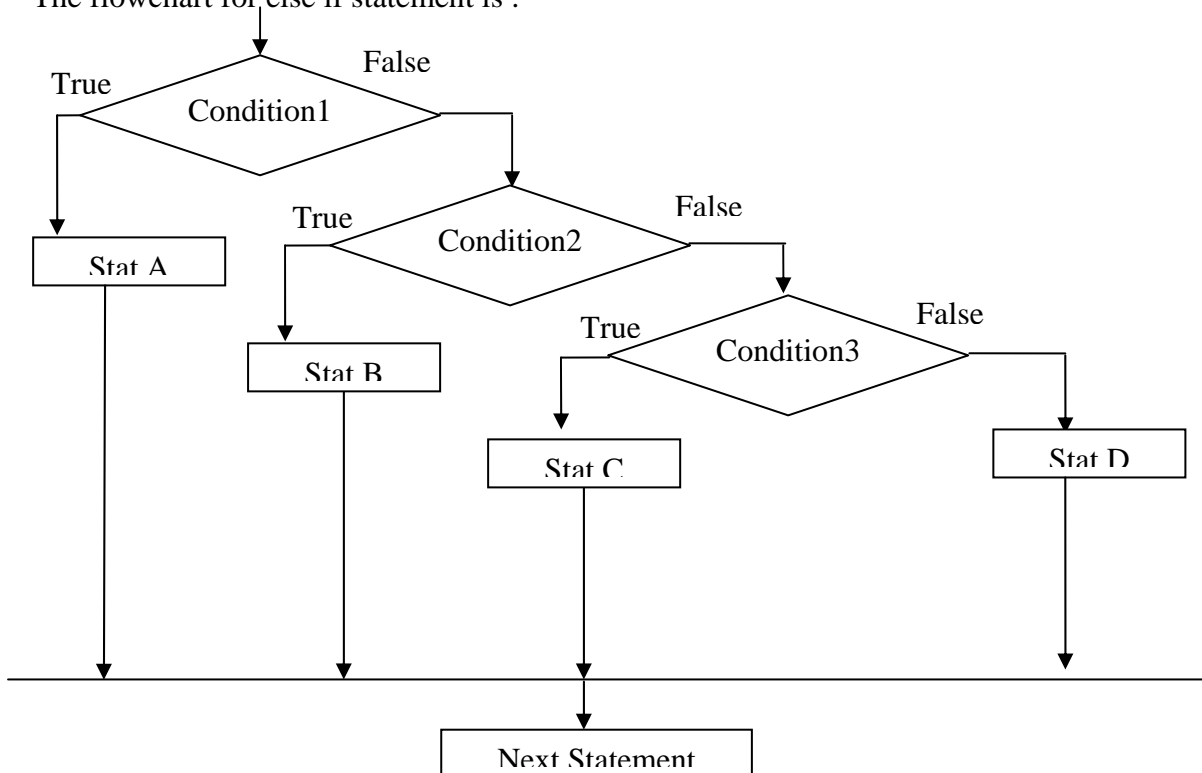 The flowchart for else if statement is :
True
False
Condition1
True
False
Condition2
Stat A
True
False
Condition3
Stat B
Stat C
Stat D
Next Statement